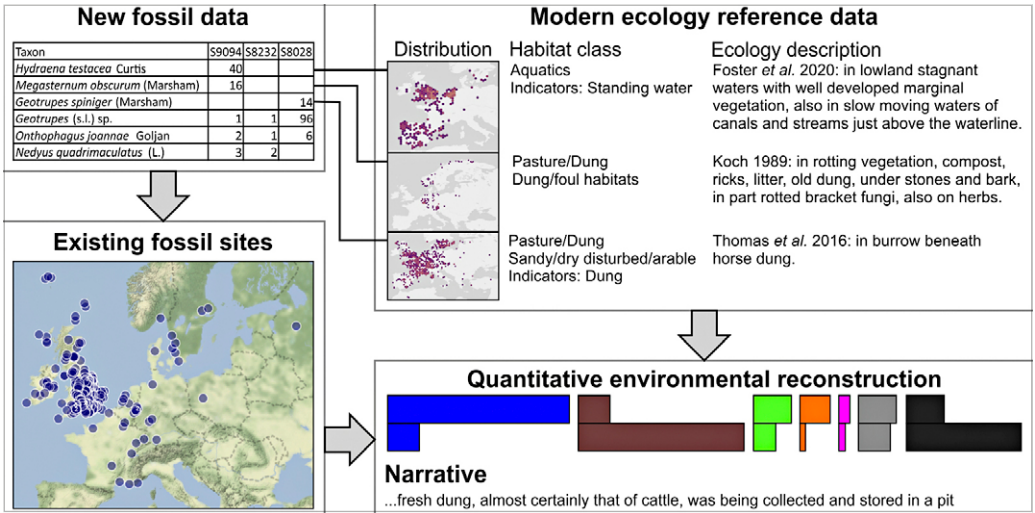 New fossil data
Taxon S9094 S8232 S8028
Hydraena testacea Curtis 40
Megasternum obscurum (Marsham) 16
Geotrupes spiniger (Marsham) 14
Geotrupes (s.l.) sp. 1 1 96
Onthophagus joannae Goljan 2 1 6
Nedyus quadrimaculatus (L.) 3 2
Existing fossil sites
Modern ecology reference data
Distribution Habitat class Ecology description
Aquatics
Indicators: Standing water
Foster et al. 2020: in lowland stagnant
waters with well developed marginal
vegetation, also in slow moving waters of
canals and streams just above the waterline.
Pasture/Dung
Dung/foul habitats
Koch 1989: in rotting vegetation, compost,
ricks, litter, old dung, under stones and bark,
in part rotted bracket fungi, also on herbs.
Pasture/Dung
Sandy/dry disturbed/arable
Indicators: Dung
Thomas et al. 2016: in burrow beneath
horse dung.
Quantitative environmental reconstruction
Narrative
...fresh dung, almost certainly that of cattle, was being collected and stored in a pit